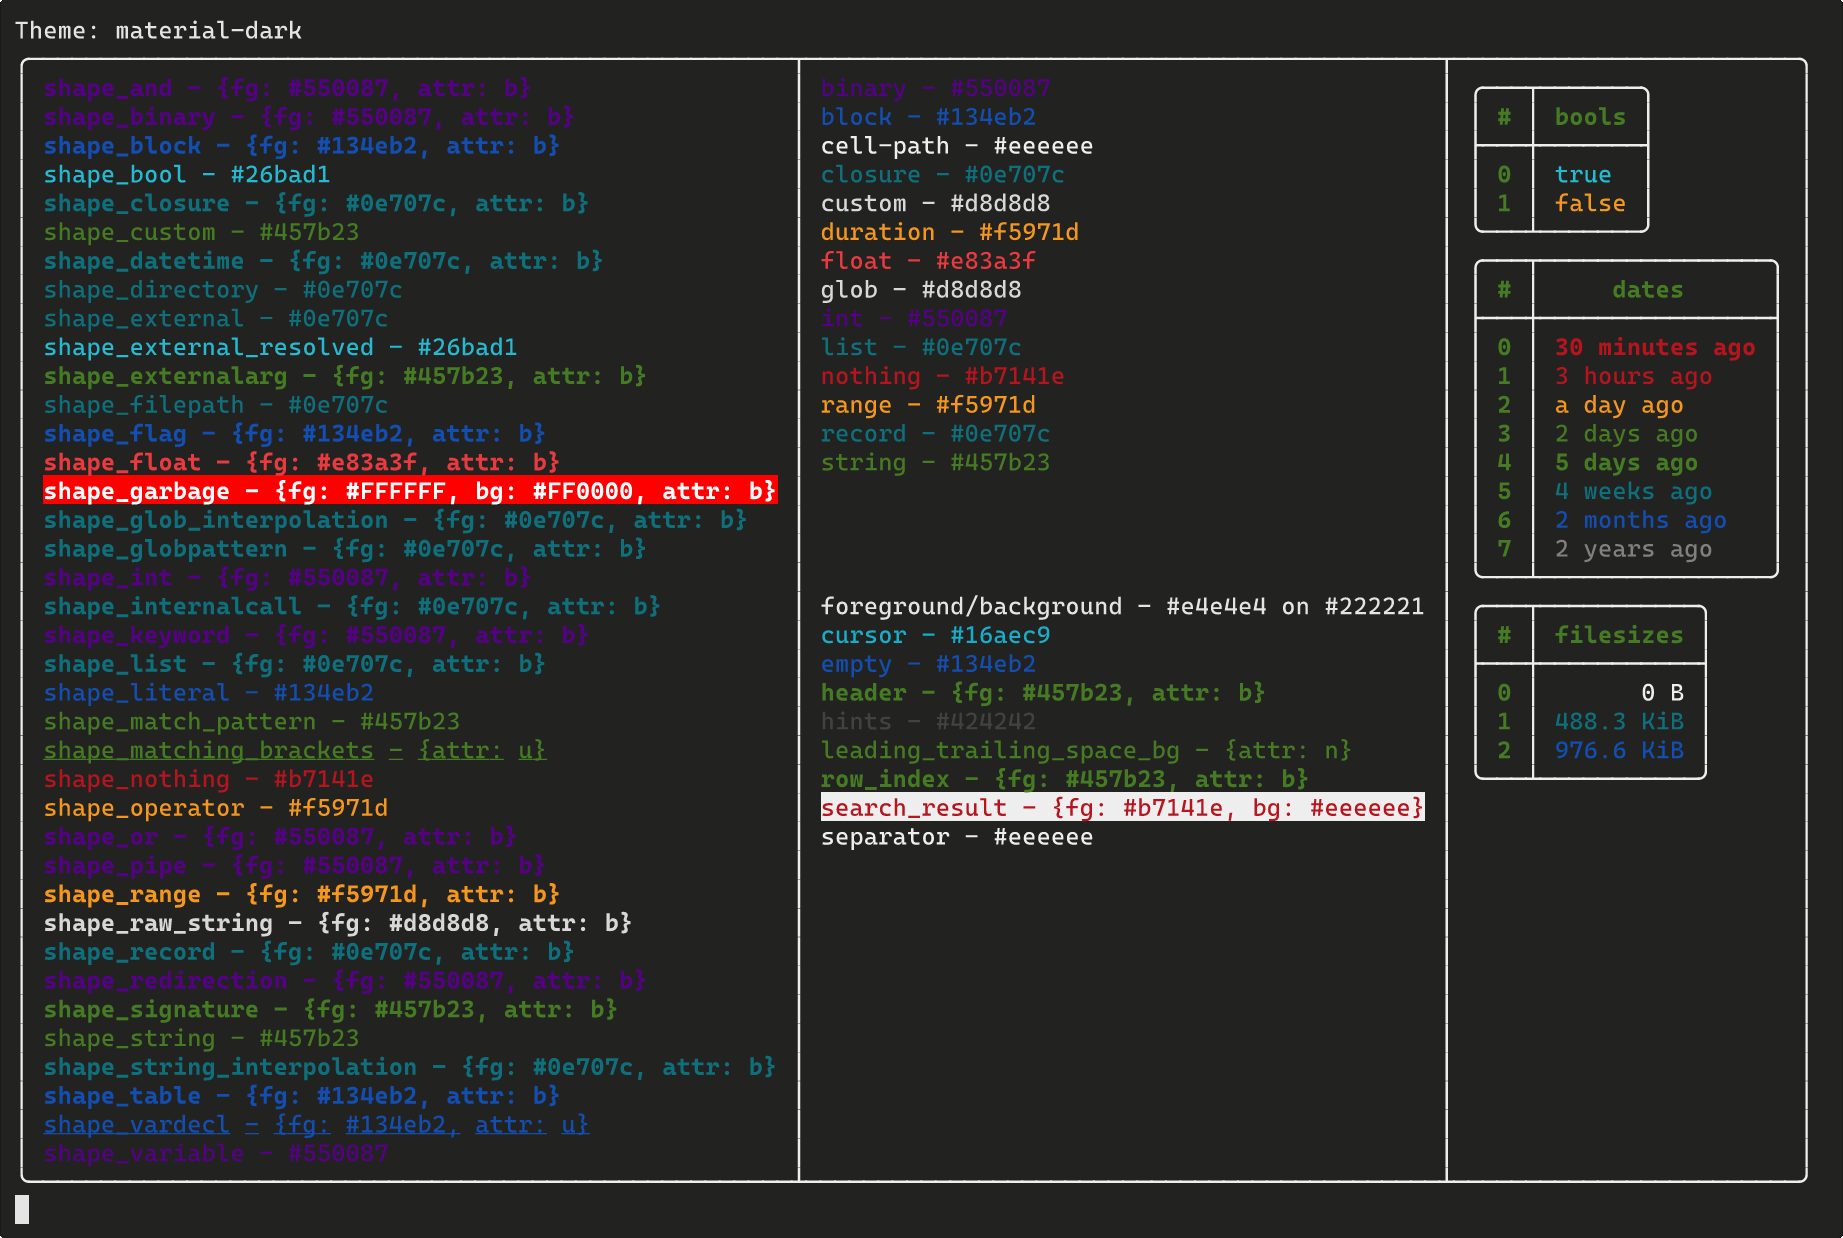 Theme: material-dark
shape_and - {fg: #550087, attr: b}
shape_binary - {fg: #550087, attr: b}
shape_block - {fg: #134eb2, attr: b}
shape_bool - #26bad1
shape_closure - {fg: #0e707c, attr: b}
shape_custom - #457b23
shape_datetime - {fg: #0e707c, attr: b}
shape_directory - #0e707c
shape_external - #0e707c
shape_external_resolved - #26bad1
shape_externalarg - {fg: #457b23, attr: b}
shape_filepath - #0e707c
shape_flag - {fg: #134eb2, attr: b}
shape_float - {fg: #e83a3f, attr: b}
shape_garbage - {fg: #FFFFFF, bg: #FF0000, attr: b}
shape_glob_interpolation - {fg: #0e707c, attr: b}
shape_globpattern - {fg: #0e707c, attr: b}
shape_int - {fg: #550087, attr: b}
shape_internalcall - {fg: #0e707c, attr: b}
shape_keyword - {fg: #550087, attr: b}
shape_list - {fg: #0e707c, attr: b}
shape_literal - #134eb2
shape_match_pattern - #457b23
shape_matching_brackets - {attr: u}
shape_nothing - #b7141e
shape_operator - #f5971d
shape_or - {fg: #550087, attr: b}
shape_pipe - {fg: #550087, attr: b}
shape_range - {fg: #f5971d, attr: b}
shape_raw_string - {fg: #d8d8d8, attr: b}
shape_record - {fg: #0e707c, attr: b}
shape_redirection - {fg: #550087, attr: b}
shape_signature - {fg: #457b23, attr: b}
shape_string - #457b23
shape_string_interpolation - {fg: #0e707c, attr: b}
shape_table - {fg: #134eb2, attr: b}
shape_vardecl - {fg: #134eb2, attr: u}
shape_variable - #550087
binary - #550087
block - #134eb2
cell-path - #eeeeee
closure - #0e707c
custom - #d8d8d8
duration - #f5971d
float - #e83a3f
glob - #d8d8d8
int - #550087
list - #0e707c
nothing - #b7141e
range - #f5971d
record - #0e707c
string - #457b23
foreground/background - #e4e4e4 on #222221
cursor - #16aec9
empty - #134eb2
header - {fg: #457b23, attr: b}
hints - #424242
leading_trailing_space_bg - {attr: n}
row_index - {fg: #457b23, attr: b}
search_result - {fg: #b7141e, bg: #eeeeee}
separator - #eeeeee
# bools
0 true
1 false
# dates
0 30 minutes ago
1 3 hours ago
2 a day ago
3 2 days ago
4 5 days ago
5 4 weeks ago
6 2 months ago
7 2 years ago
# filesizes
0 0 B
1 488.3 KiB
2 976.6 KiB